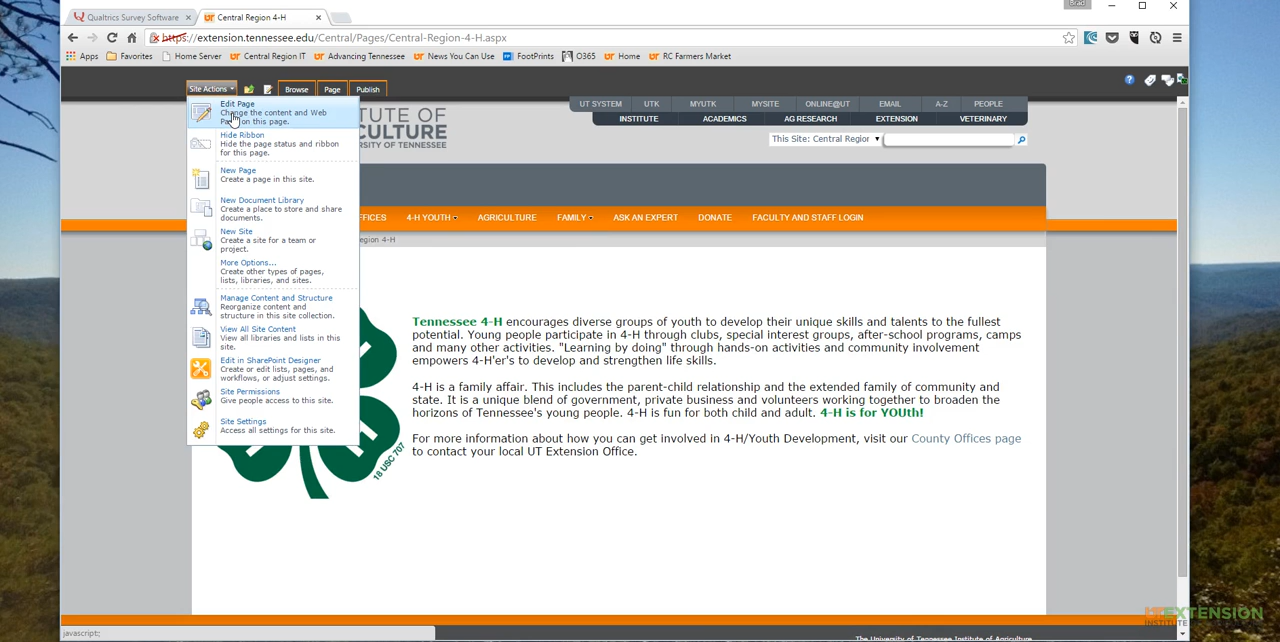 Brad
Qualtrics Survey Software
Central Region 4-H
https://extension.tennesee.edu/Central/Pages/Central-Region-4-H.aspx
Apps Favorites Home Server Central Region IT Advancing Tennessee News You Can Use FootPrints O365 Home RC Farmers Market
Site Actions Browse Page Publish
UT SYSTEM UTK MYUTK MYSITE ONLINE@UT EMAIL A-Z PEOPLE
INSTITUTE ACADEMICS AG RESEARCH EXTENSION VETERINARY
This Site: Central Region
Edit Page
Change the content and Web
on this page.
Hide Ribbon
Hide the page status and ribbon
for this page.
New Page
Create a page in this site.
New Document Library
Create a place to store and share
documents.
New Site
Create a site for a team or
project.
More Options...
Create other types of pages,
lists, libraries, and sites.
Manage Content and Structure
Reorganize content and
structure in this site collection.
View All Site Content
View all libraries and lists in this
site.
Edit in SharePoint Designer
Create or edit lists, pages, and
workflows, or adjust settings.
Site Permissions
Give people access to this site.
Site Settings
Access all settings for this site.
TUTE OF
CULTURE
RSITY OF TENNESSEE
FFICES 4-H YOUTH AGRICULTURE FAMILY ASK AN EXPERT DONATE FACULTY AND STAFF LOGIN
egion 4-H
Tennessee 4-H encourages diverse groups of youth to develop their unique skills and talents to the fullest
potential. Young people participate in 4-H through clubs, special interest groups, after-school programs, camps
and many other activities. "Learning by doing" through hands-on activities and community involvement
empowers 4-H'er's to develop and strengthen life skills.
4-H is a family affair. This includes the parent-child relationship and the extended family of community and
state. It is a unique blend of government, private business and volunteers working together to broaden the
horizons of Tennessee's young people. 4-H is fun for both child and adult. 4-H is for YOUth!
For more information about how you can get involved in 4-H/Youth Development, visit our County Offices page
to contact your local UT Extension Office.
18 USC 707
javascript:;
The University of Tennessee Institute of Agriculture
EXTENSION